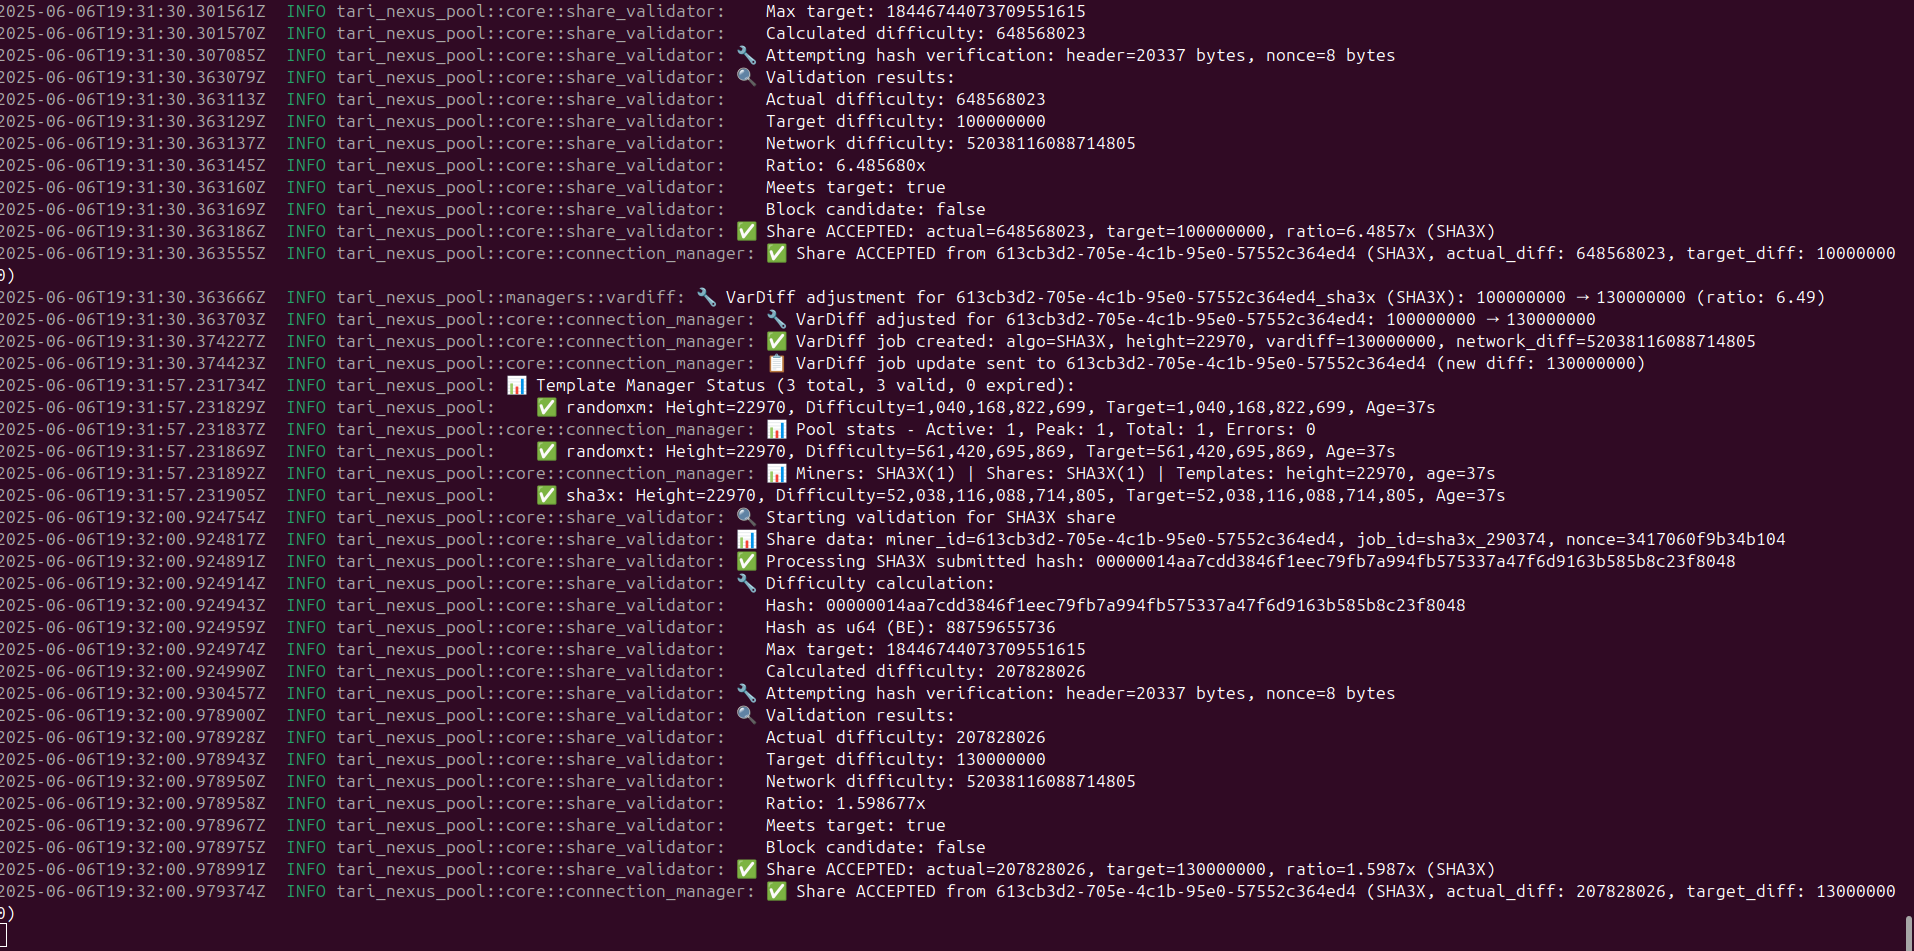 2025-06-06T19:31:30.301561Z  INFO tari_nexus_pool::core::share_validator:    Max target: 18446744073709551615
2025-06-06T19:31:30.301570Z  INFO tari_nexus_pool::core::share_validator:    Calculated difficulty: 648568023
2025-06-06T19:31:30.307085Z  INFO tari_nexus_pool::core::share_validator: 🔧 Attempting hash verification: header=20337 bytes, nonce=8 bytes
2025-06-06T19:31:30.363079Z  INFO tari_nexus_pool::core::share_validator: 🔍 Validation results:
2025-06-06T19:31:30.363113Z  INFO tari_nexus_pool::core::share_validator:    Actual difficulty: 648568023
2025-06-06T19:31:30.363129Z  INFO tari_nexus_pool::core::share_validator:    Target difficulty: 100000000
2025-06-06T19:31:30.363137Z  INFO tari_nexus_pool::core::share_validator:    Network difficulty: 52038116088714805
2025-06-06T19:31:30.363145Z  INFO tari_nexus_pool::core::share_validator:    Ratio: 6.485680x
2025-06-06T19:31:30.363160Z  INFO tari_nexus_pool::core::share_validator:    Meets target: true
2025-06-06T19:31:30.363169Z  INFO tari_nexus_pool::core::share_validator:    Block candidate: false
2025-06-06T19:31:30.363186Z  INFO tari_nexus_pool::core::share_validator: ✅ Share ACCEPTED: actual=648568023, target=100000000, ratio=6.4857x (SHA3X)
2025-06-06T19:31:30.363555Z  INFO tari_nexus_pool::core::connection_manager: ✅ Share ACCEPTED from 613cb3d2-705e-4c1b-95e0-57552c364ed4 (SHA3X, actual_diff: 648568023, target_diff: 10000000
0)
2025-06-06T19:31:30.363666Z  INFO tari_nexus_pool::managers::vardiff: 🔧 VarDiff adjustment for 613cb3d2-705e-4c1b-95e0-57552c364ed4_sha3x (SHA3X): 100000000 → 130000000 (ratio: 6.49)
2025-06-06T19:31:30.363703Z  INFO tari_nexus_pool::core::connection_manager: 🔧 VarDiff adjusted for 613cb3d2-705e-4c1b-95e0-57552c364ed4: 100000000 → 130000000
2025-06-06T19:31:30.374227Z  INFO tari_nexus_pool::core::connection_manager: ✅ VarDiff job created: algo=SHA3X, height=22970, vardiff=130000000, network_diff=52038116088714805
2025-06-06T19:31:30.374423Z  INFO tari_nexus_pool::core::connection_manager: 📋 VarDiff job update sent to 613cb3d2-705e-4c1b-95e0-57552c364ed4 (new diff: 130000000)
2025-06-06T19:31:57.231734Z  INFO tari_nexus_pool: 📊 Template Manager Status (3 total, 3 valid, 0 expired):
2025-06-06T19:31:57.231829Z  INFO tari_nexus_pool:    ✅ randomxm: Height=22970, Difficulty=1,040,168,822,699, Target=1,040,168,822,699, Age=37s
2025-06-06T19:31:57.231837Z  INFO tari_nexus_pool::core::connection_manager: 📊 Pool stats - Active: 1, Peak: 1, Total: 1, Errors: 0
2025-06-06T19:31:57.231869Z  INFO tari_nexus_pool:    ✅ randomxt: Height=22970, Difficulty=561,420,695,869, Target=561,420,695,869, Age=37s
2025-06-06T19:31:57.231892Z  INFO tari_nexus_pool::core::connection_manager: 📊 Miners: SHA3X(1) | Shares: SHA3X(1) | Templates: height=22970, age=37s
2025-06-06T19:31:57.231905Z  INFO tari_nexus_pool:    ✅ sha3x: Height=22970, Difficulty=52,038,116,088,714,805, Target=52,038,116,088,714,805, Age=37s
2025-06-06T19:32:00.924754Z  INFO tari_nexus_pool::core::share_validator: 🔍 Starting validation for SHA3X share
2025-06-06T19:32:00.924817Z  INFO tari_nexus_pool::core::share_validator: 📊 Share data: miner_id=613cb3d2-705e-4c1b-95e0-57552c364ed4, job_id=sha3x_290374, nonce=3417060f9b34b104
2025-06-06T19:32:00.924891Z  INFO tari_nexus_pool::core::share_validator: ✅ Processing SHA3X submitted hash: 00000014aa7cdd3846f1eec79fb7a994fb575337a47f6d9163b585b8c23f8048
2025-06-06T19:32:00.924914Z  INFO tari_nexus_pool::core::share_validator: 🔧 Difficulty calculation:
2025-06-06T19:32:00.924943Z  INFO tari_nexus_pool::core::share_validator:    Hash: 00000014aa7cdd3846f1eec79fb7a994fb575337a47f6d9163b585b8c23f8048
2025-06-06T19:32:00.924959Z  INFO tari_nexus_pool::core::share_validator:    Hash as u64 (BE): 88759655736
2025-06-06T19:32:00.924974Z  INFO tari_nexus_pool::core::share_validator:    Max target: 18446744073709551615
2025-06-06T19:32:00.924990Z  INFO tari_nexus_pool::core::share_validator:    Calculated difficulty: 207828026
2025-06-06T19:32:00.930457Z  INFO tari_nexus_pool::core::share_validator: 🔧 Attempting hash verification: header=20337 bytes, nonce=8 bytes
2025-06-06T19:32:00.978900Z  INFO tari_nexus_pool::core::share_validator: 🔍 Validation results:
2025-06-06T19:32:00.978928Z  INFO tari_nexus_pool::core::share_validator:    Actual difficulty: 207828026
2025-06-06T19:32:00.978943Z  INFO tari_nexus_pool::core::share_validator:    Target difficulty: 130000000
2025-06-06T19:32:00.978950Z  INFO tari_nexus_pool::core::share_validator:    Network difficulty: 52038116088714805
2025-06-06T19:32:00.978958Z  INFO tari_nexus_pool::core::share_validator:    Ratio: 1.598677x
2025-06-06T19:32:00.978967Z  INFO tari_nexus_pool::core::share_validator:    Meets target: true
2025-06-06T19:32:00.978975Z  INFO tari_nexus_pool::core::share_validator:    Block candidate: false
2025-06-06T19:32:00.978991Z  INFO tari_nexus_pool::core::share_validator: ✅ Share ACCEPTED: actual=207828026, target=130000000, ratio=1.5987x (SHA3X)
2025-06-06T19:32:00.979374Z  INFO tari_nexus_pool::core::connection_manager: ✅ Share ACCEPTED from 613cb3d2-705e-4c1b-95e0-57552c364ed4 (SHA3X, actual_diff: 207828026, target_diff: 13000000
0)